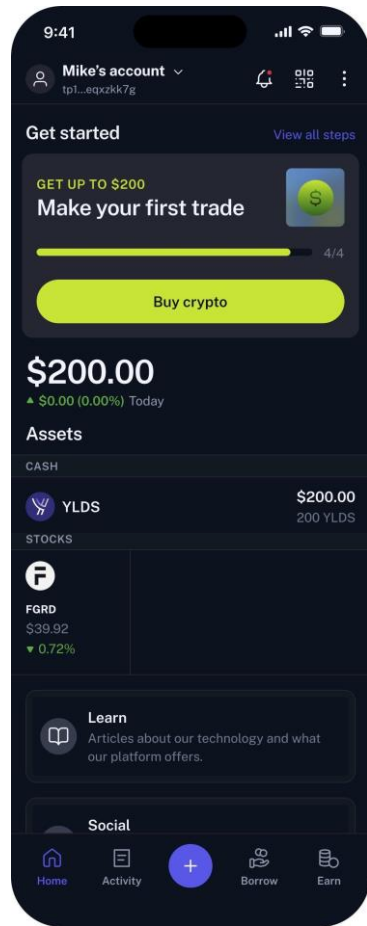 9:41
Mike's account
tp1...eqxzkk7g
Get started
View all steps
GET UP TO $200
Make your first trade
$
4/4
Buy crypto
$200.00
$0.00 (0.00%) Today
Assets
CASH
YLDS
$200.00
200 YLDS
STOCKS
F
FGRD
$39.92
0.72%
Learn
Articles about our technology and what
our platform offers.
Social
Home
Activity
+
Borrow
Earn